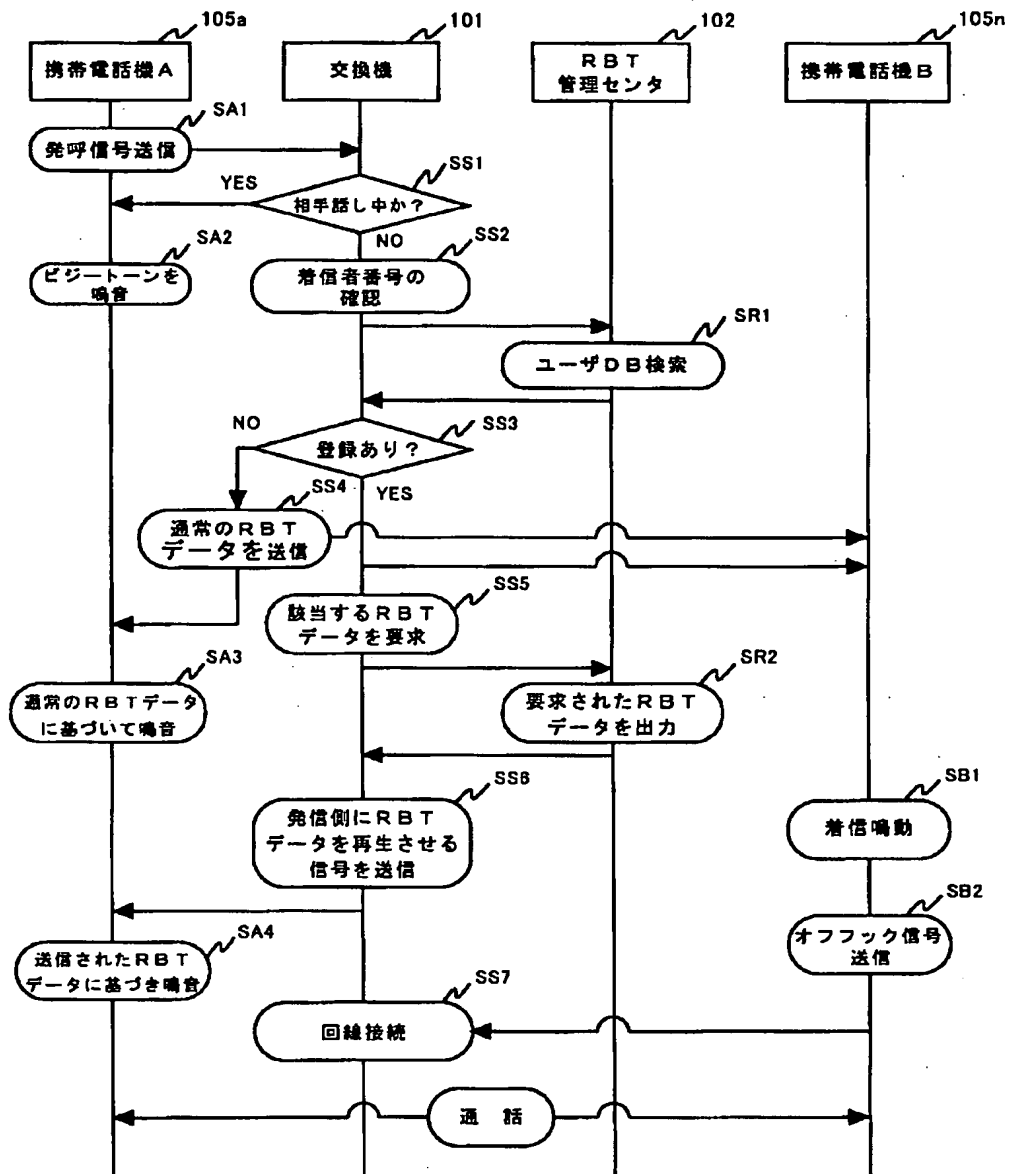 105a
101
102
105n
携帯電話機A
交換機
RBT
管理センタ
携帯電話機B
SA1
発呼信号送信
SS1
YES
相手話し中か？
NO
SA2
ビジートーンを
鳴音
SS2
着信者番号の
確認
SR1
ユーザDB検索
NO
SS3
登録あり？
YES
SS4
通常のRBT
データを送信
SS5
該当するRBT
データを要求
SA3
通常のRBTデータ
に基づいて鳴音
SR2
要求されたRBT
データを出力
SS6
発信側にRBT
データを再生させる
信号を送信
SB1
着信鳴動
SA4
送信されたRBT
データに基づき鳴音
SB2
オフフック信号
送信
SS7
回線接続
通　話